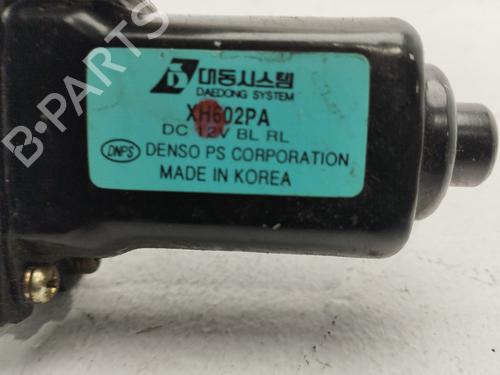 대동시스템
DAEDONG SYSTEM
XH602PA
DC 12V BL RL
DNPS DENSO PS CORPORATION
MADE IN KOREA
B-Parts